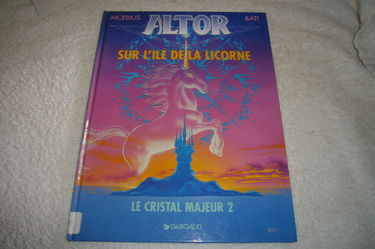 MŒBIUS BATI
ALTOR
SUR L'ILE DE LA LICORNE
LE CRISTAL MAJEUR 2
DARGAUD